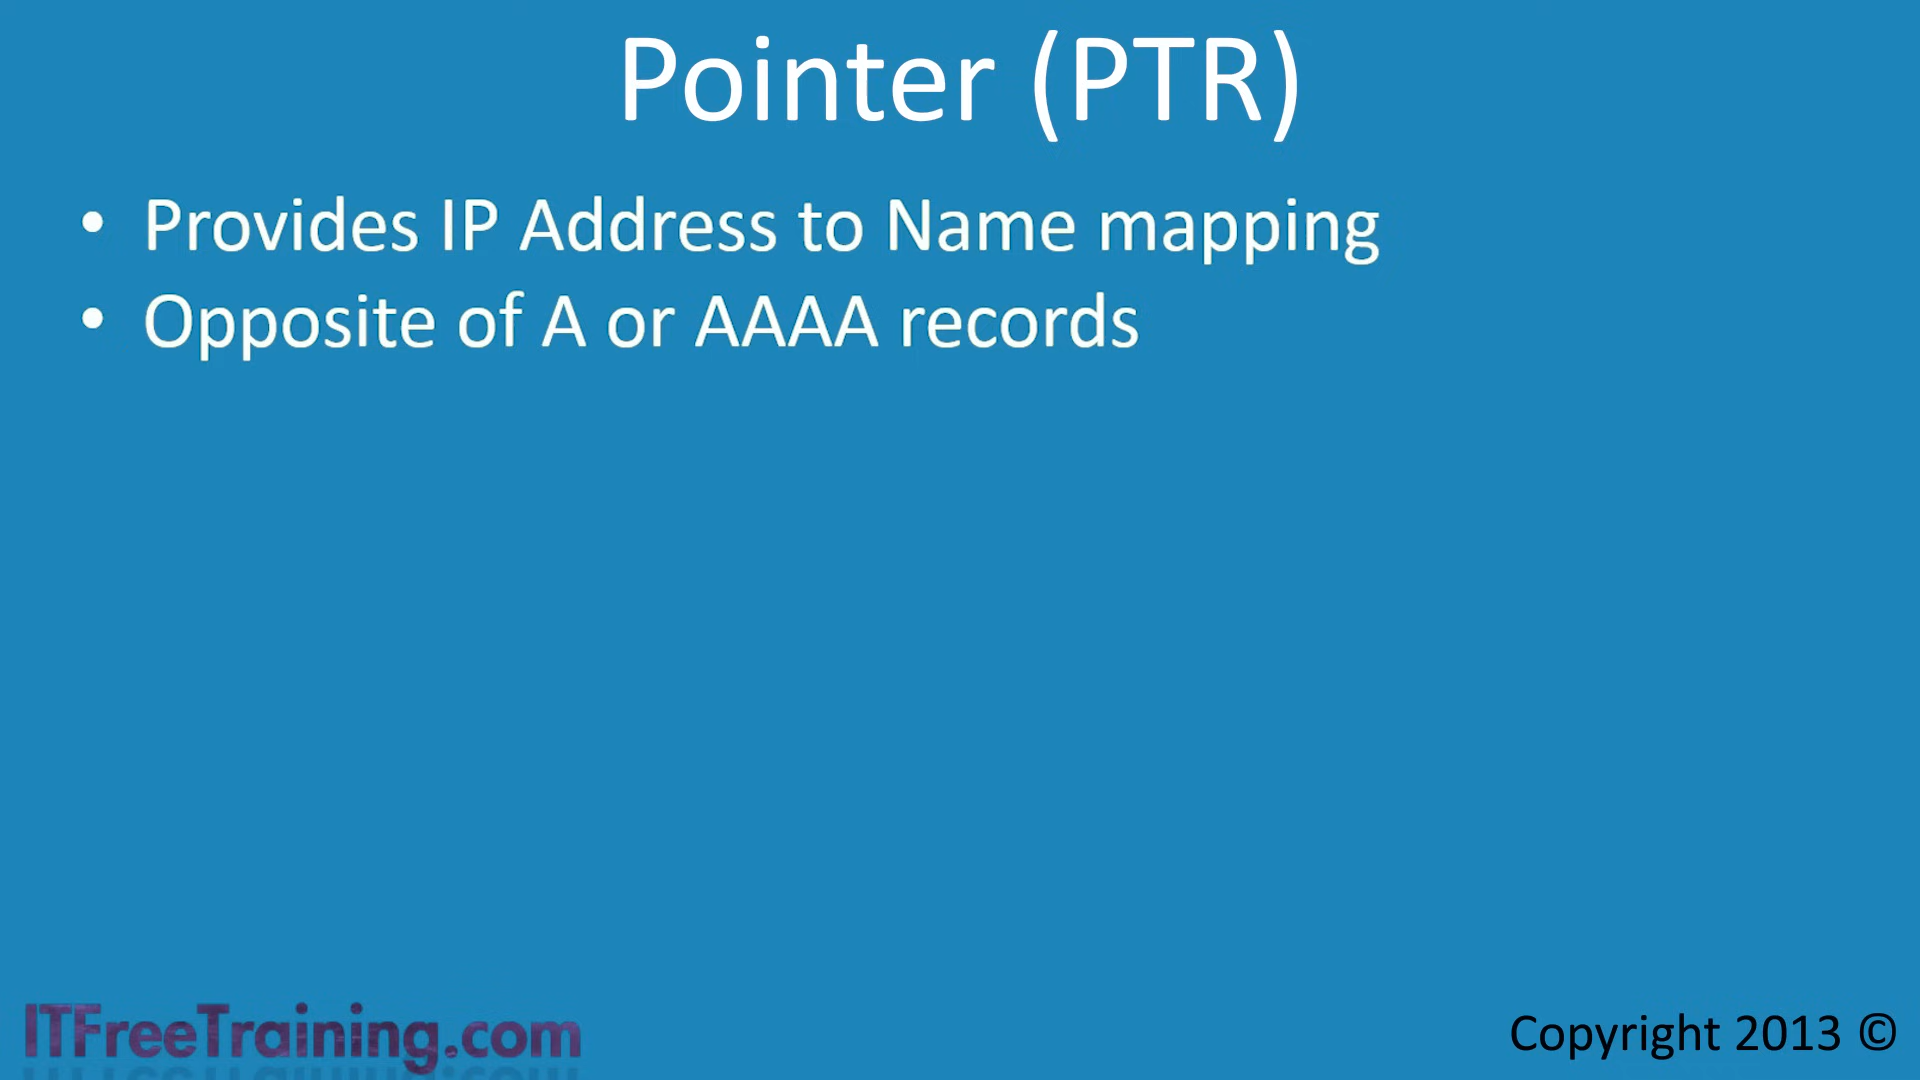 Pointer (PTR)
• Provides IP Address to Name mapping
• Opposite of A or AAAA records
ITFreeTraining.com
Copyright 2013 ©